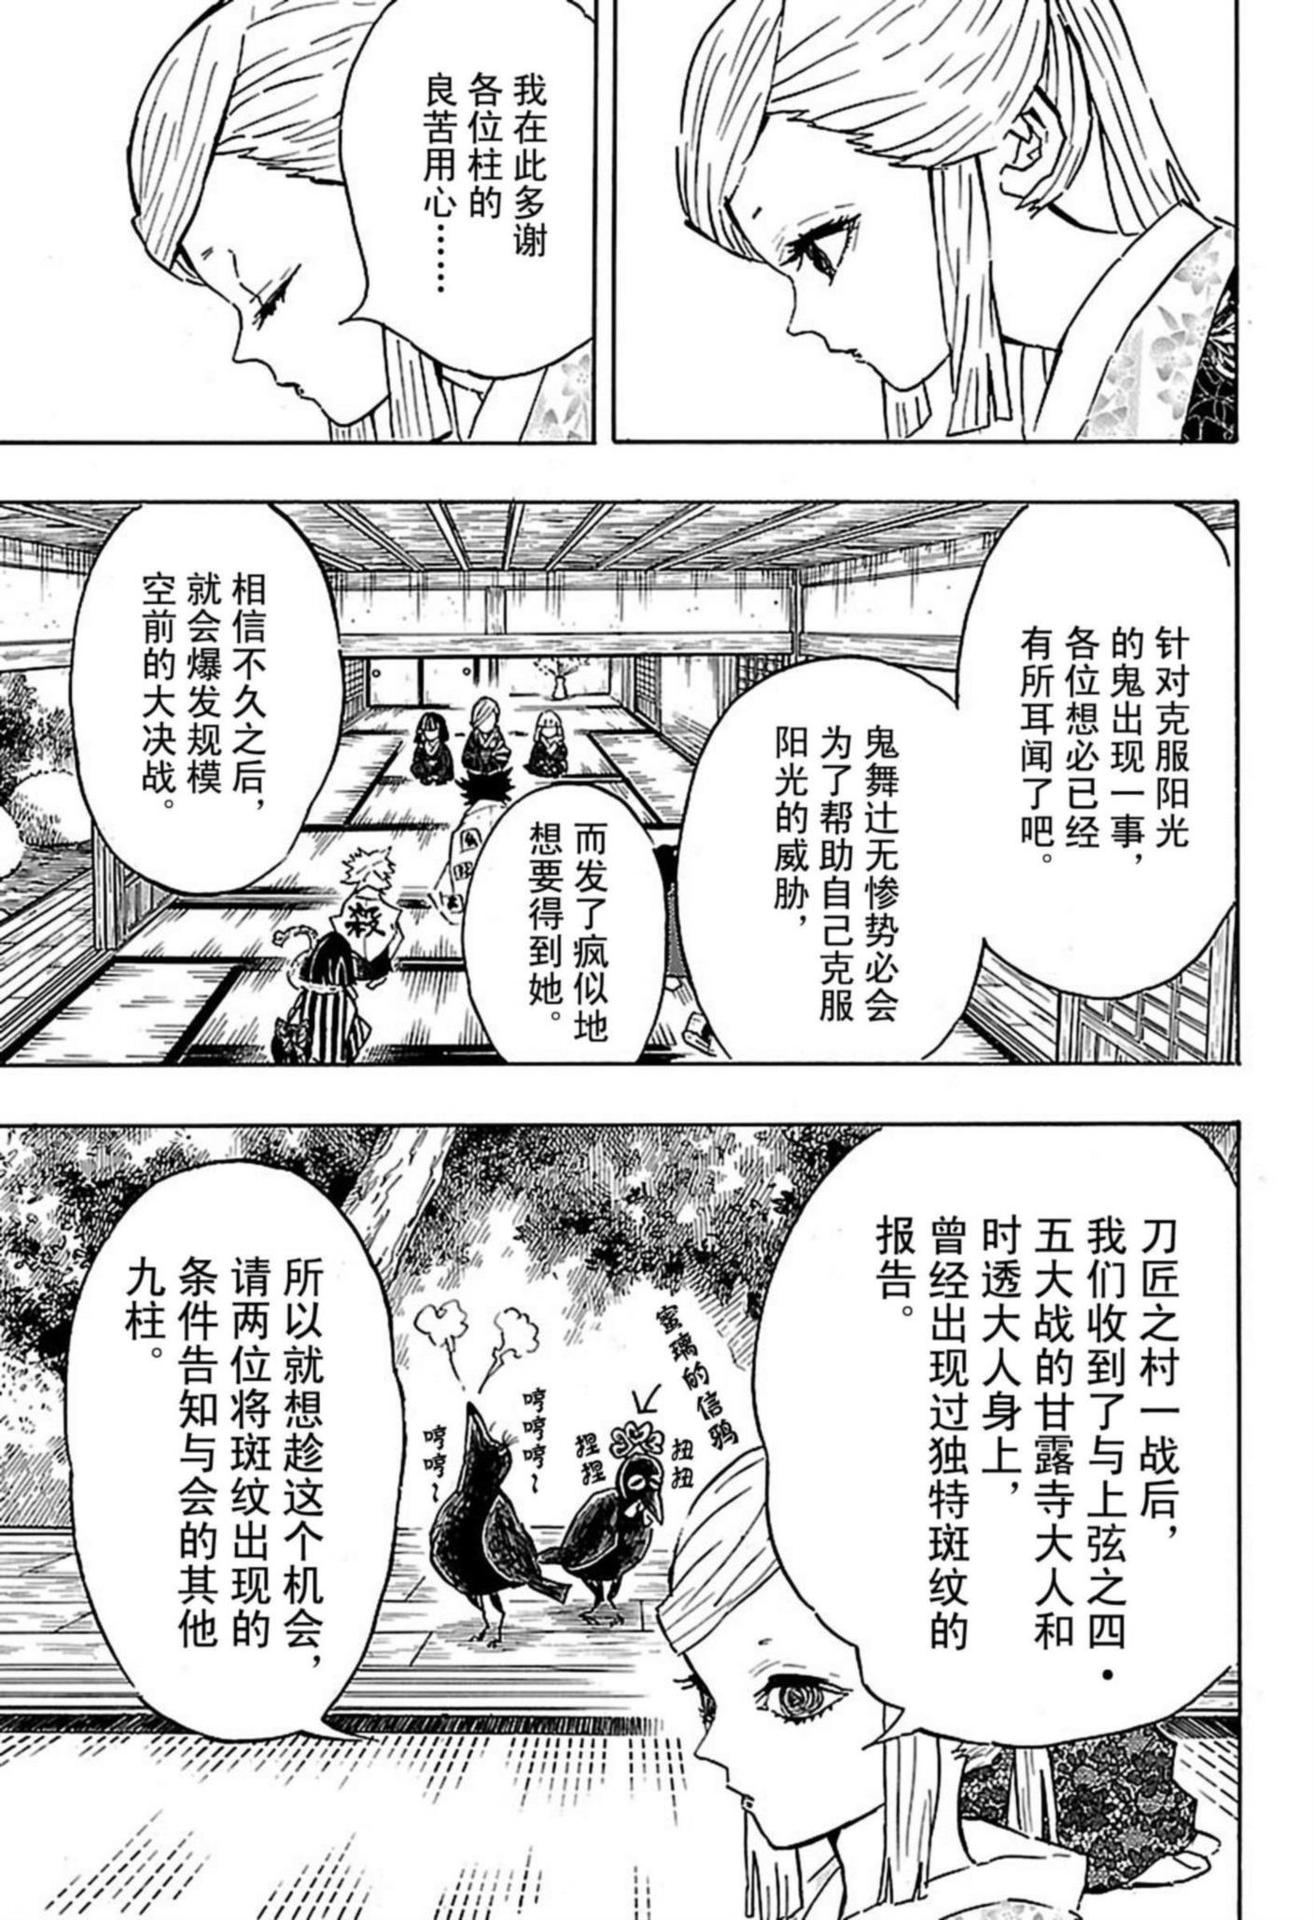 我在此多谢
各位柱的
良苦用心……
针对克服阳光
的鬼出现一事，
各位想必已经
有所耳闻了吧。
鬼舞辻无惨势必会
为了帮助自己克服
阳光的威胁，
而发了疯似地
想要得到她。
相信不久之后，
就会爆发规模
空前的大决战。
殺
刀匠之村一战后，
我们收到了与上弦之四·
五大战的甘露寺大人和
时透大人身上，
曾经出现过独特斑纹的
报告。
蜜璃的信鸦
扭扭
捏捏
哼哼哼~
哼哼~
所以就想趁这个机会，
请两位将斑纹出现的
条件告知与会的其他
九柱。